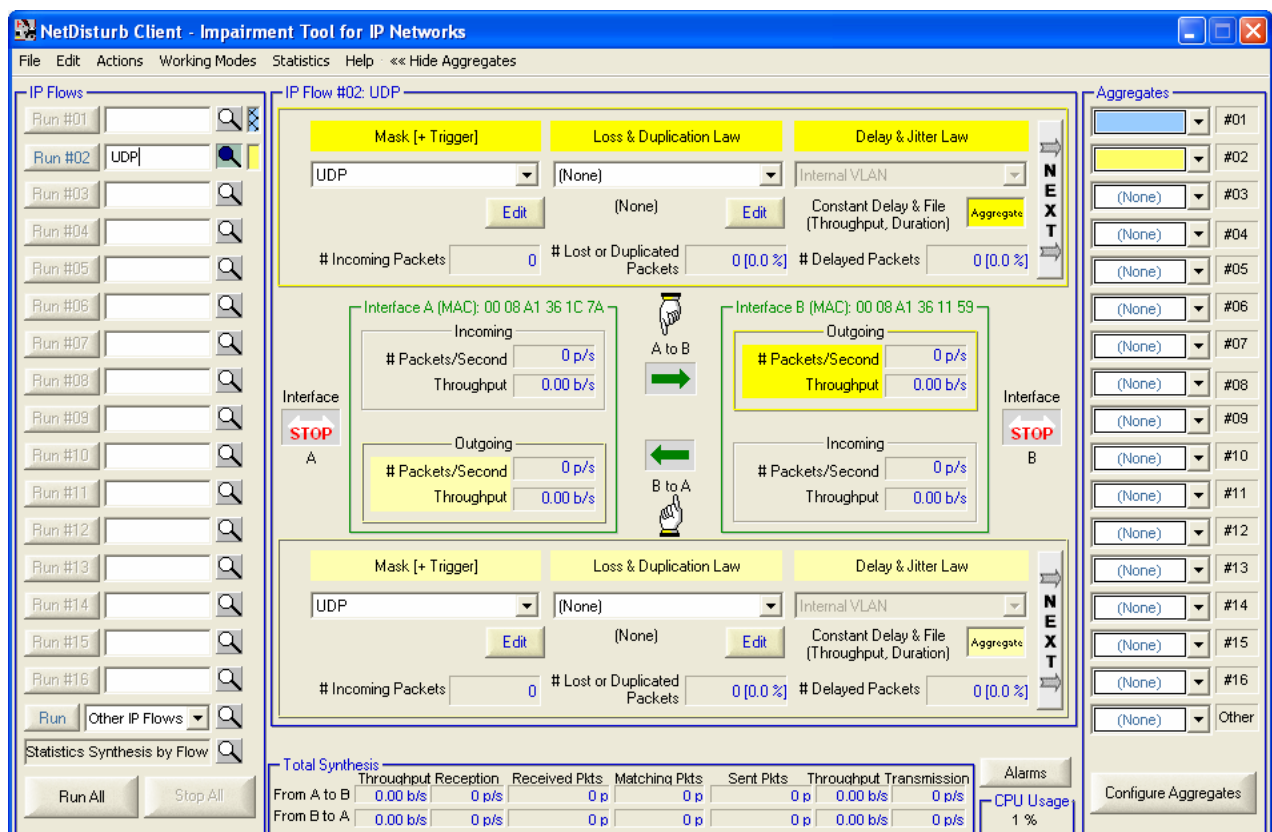 NetDisturb Client - Impairment Tool for IP Networks
File Edit Actions Working Modes Statistics Help << Hide Aggregates
IP Flows
Run #01
Run #02 UDP
Run #03
Run #04
Run #05
Run #06
Run #07
Run #08
Run #09
Run #10
Run #11
Run #12
Run #13
Run #14
Run #15
Run #16
Run Other IP Flows
Statistics Synthesis by Flow
Run All Stop All
IP Flow #02: UDP
Mask [+ Trigger] Loss & Duplication Law Delay & Jitter Law
UDP (None) Internal VLAN
Edit (None) Edit Constant Delay & File (Throughput, Duration) Aggregate
# Incoming Packets 0 # Lost or Duplicated Packets 0 [0.0 %] # Delayed Packets 0 [0.0 %]
NEXT
Interface A (MAC): 00 08 A1 36 1C 7A
Incoming
# Packets/Second 0 p/s
Throughput 0.00 b/s
Interface
STOP
A
Outgoing
# Packets/Second 0 p/s
Throughput 0.00 b/s
A to B
B to A
Interface B (MAC): 00 08 A1 36 11 59
Outgoing
# Packets/Second 0 p/s
Throughput 0.00 b/s
Interface
STOP
B
Incoming
# Packets/Second 0 p/s
Throughput 0.00 b/s
Mask [+ Trigger] Loss & Duplication Law Delay & Jitter Law
UDP (None) Internal VLAN
Edit (None) Edit Constant Delay & File (Throughput, Duration) Aggregate
# Incoming Packets 0 # Lost or Duplicated Packets 0 [0.0 %] # Delayed Packets 0 [0.0 %]
NEXT
Total Synthesis
Throughput Reception Received Pkts Matching Pkts Sent Pkts Throughput Transmission
From A to B 0.00 b/s 0 p/s 0 p 0 p 0 p 0.00 b/s 0 p/s
From B to A 0.00 b/s 0 p/s 0 p 0 p 0 p 0.00 b/s 0 p/s
Alarms
CPU Usage
1 %
Aggregates
#01
#02
(None) #03
(None) #04
(None) #05
(None) #06
(None) #07
(None) #08
(None) #09
(None) #10
(None) #11
(None) #12
(None) #13
(None) #14
(None) #15
(None) #16
(None) Other
Configure Aggregates